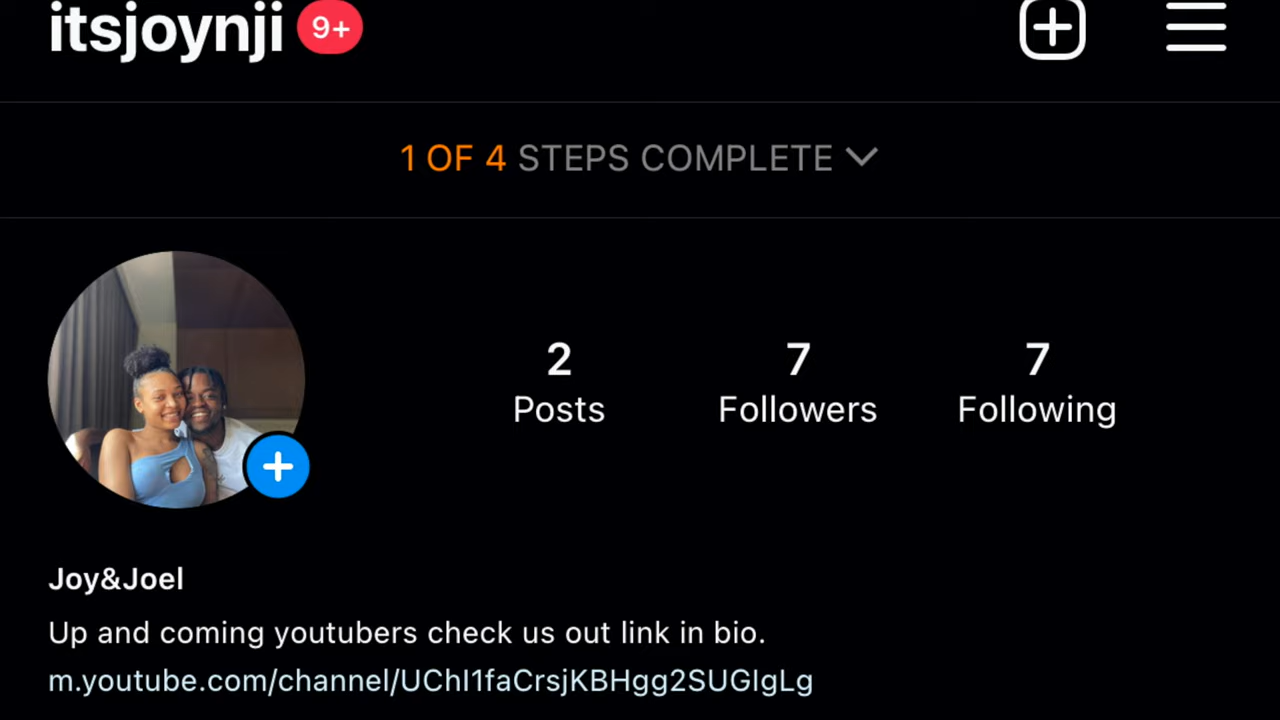 itsjoynji 9+
1 OF 4 STEPS COMPLETE
2 7 7
Posts Followers Following
Joy&Joel
Up and coming youtubers check us out link in bio.
m.youtube.com/channel/UChI1faCrsjKBHgg2SUGIgLg